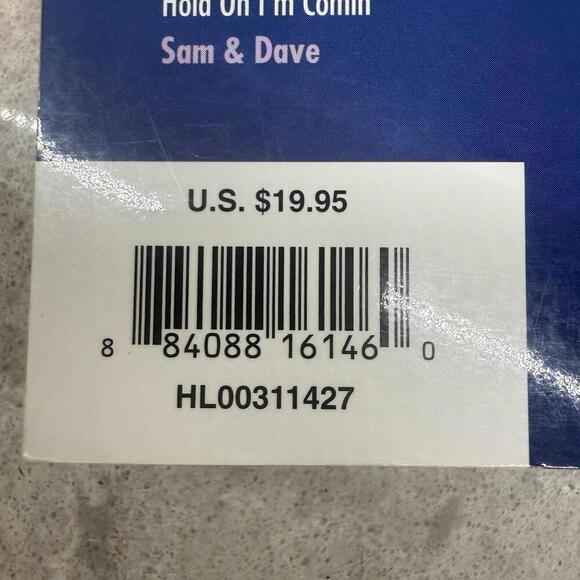 Hold On I'm Comin'
Sam & Dave
U.S. $19.95
8 84088 16146 0
HL00311427